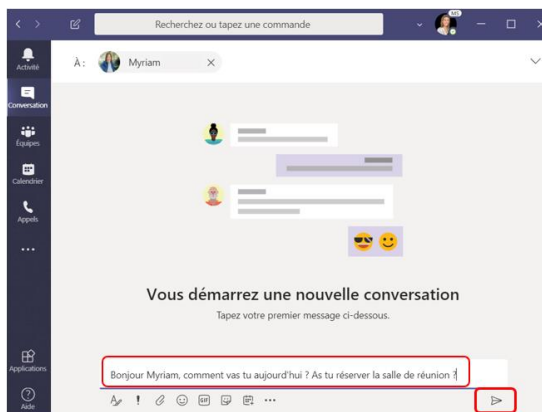 Recherchez ou tapez une commande
MS
Activité
À :
Myriam
Conversation
Équipes
Calendrier
Appels
Vous démarrez une nouvelle conversation
Tapez votre premier message ci-dessous.
Bonjour Myriam, comment vas tu aujourd'hui ? As tu réserver la salle de réunion ?
Applications
GIF
Aide